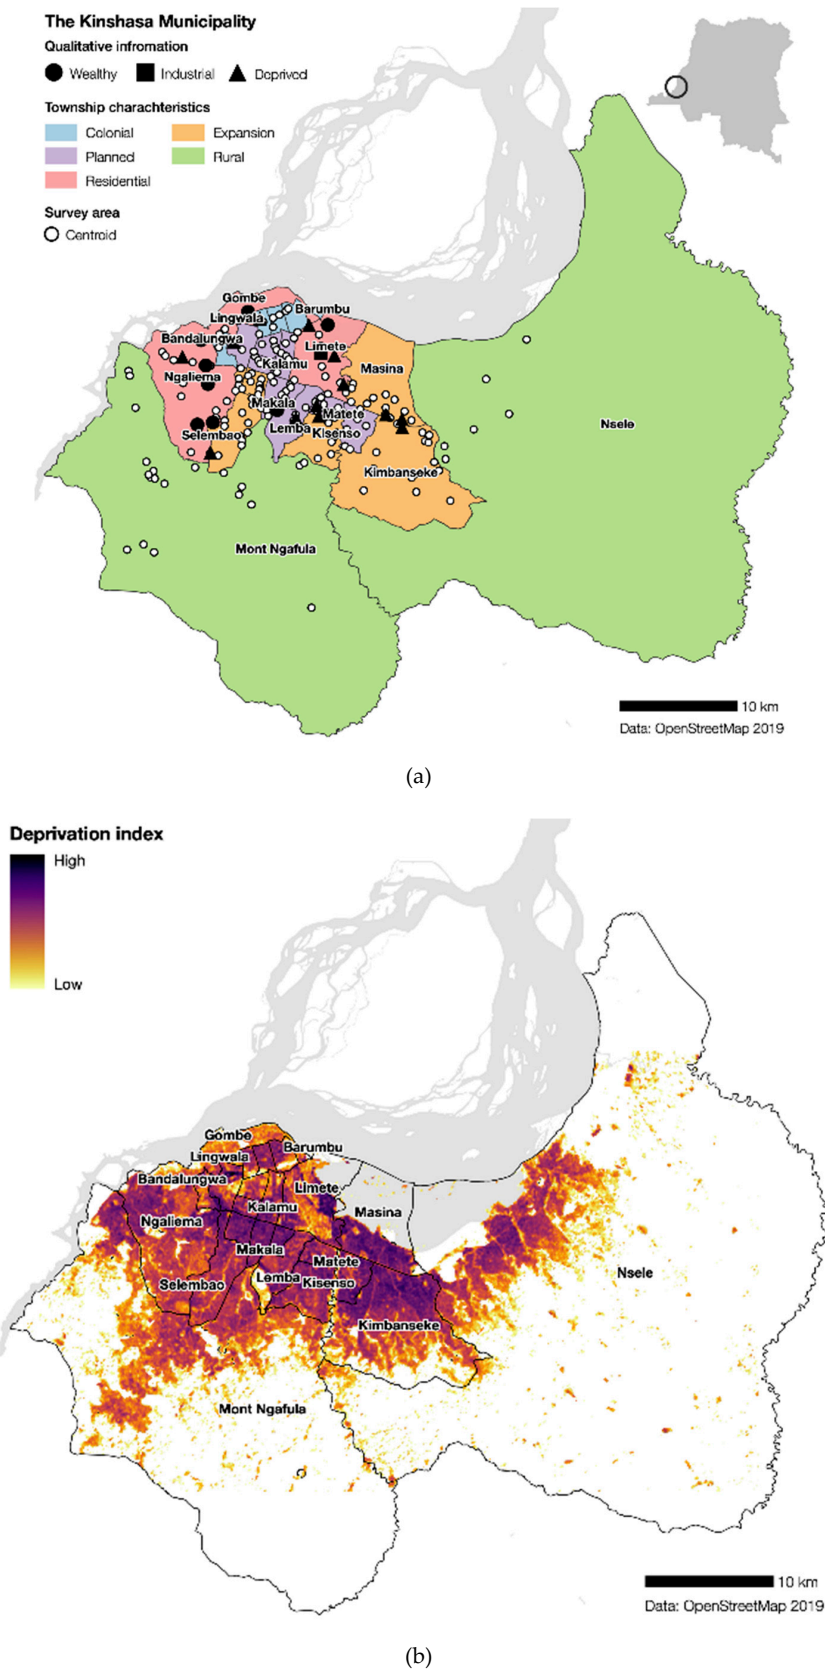 The Kinshasa Municipality
Qualitative infromation
Wealthy Industrial Deprived
Township charachteristics
Colonial Expansion
Planned Rural
Residential
Survey area
Centroid
Gombe
Lingwala Barumbu
Bandalungwa Limete
Kalamu Masina
Ngaliema
Makala Matete
Lemba Kisenso
Selembao
Nsele
Kimbanseke
Mont Ngafula
10 km
Data: OpenStreetMap 2019
(a)
Deprivation index
High
Low
Gombe
Lingwala Barumbu
Bandalungwa Limete
Kalamu Masina
Ngaliema
Makala
Matete
Lemba Kisenso Nsele
Selembao
Kimbanseke
Mont Ngafula
10 km
Data: OpenStreetMap 2019
(b)